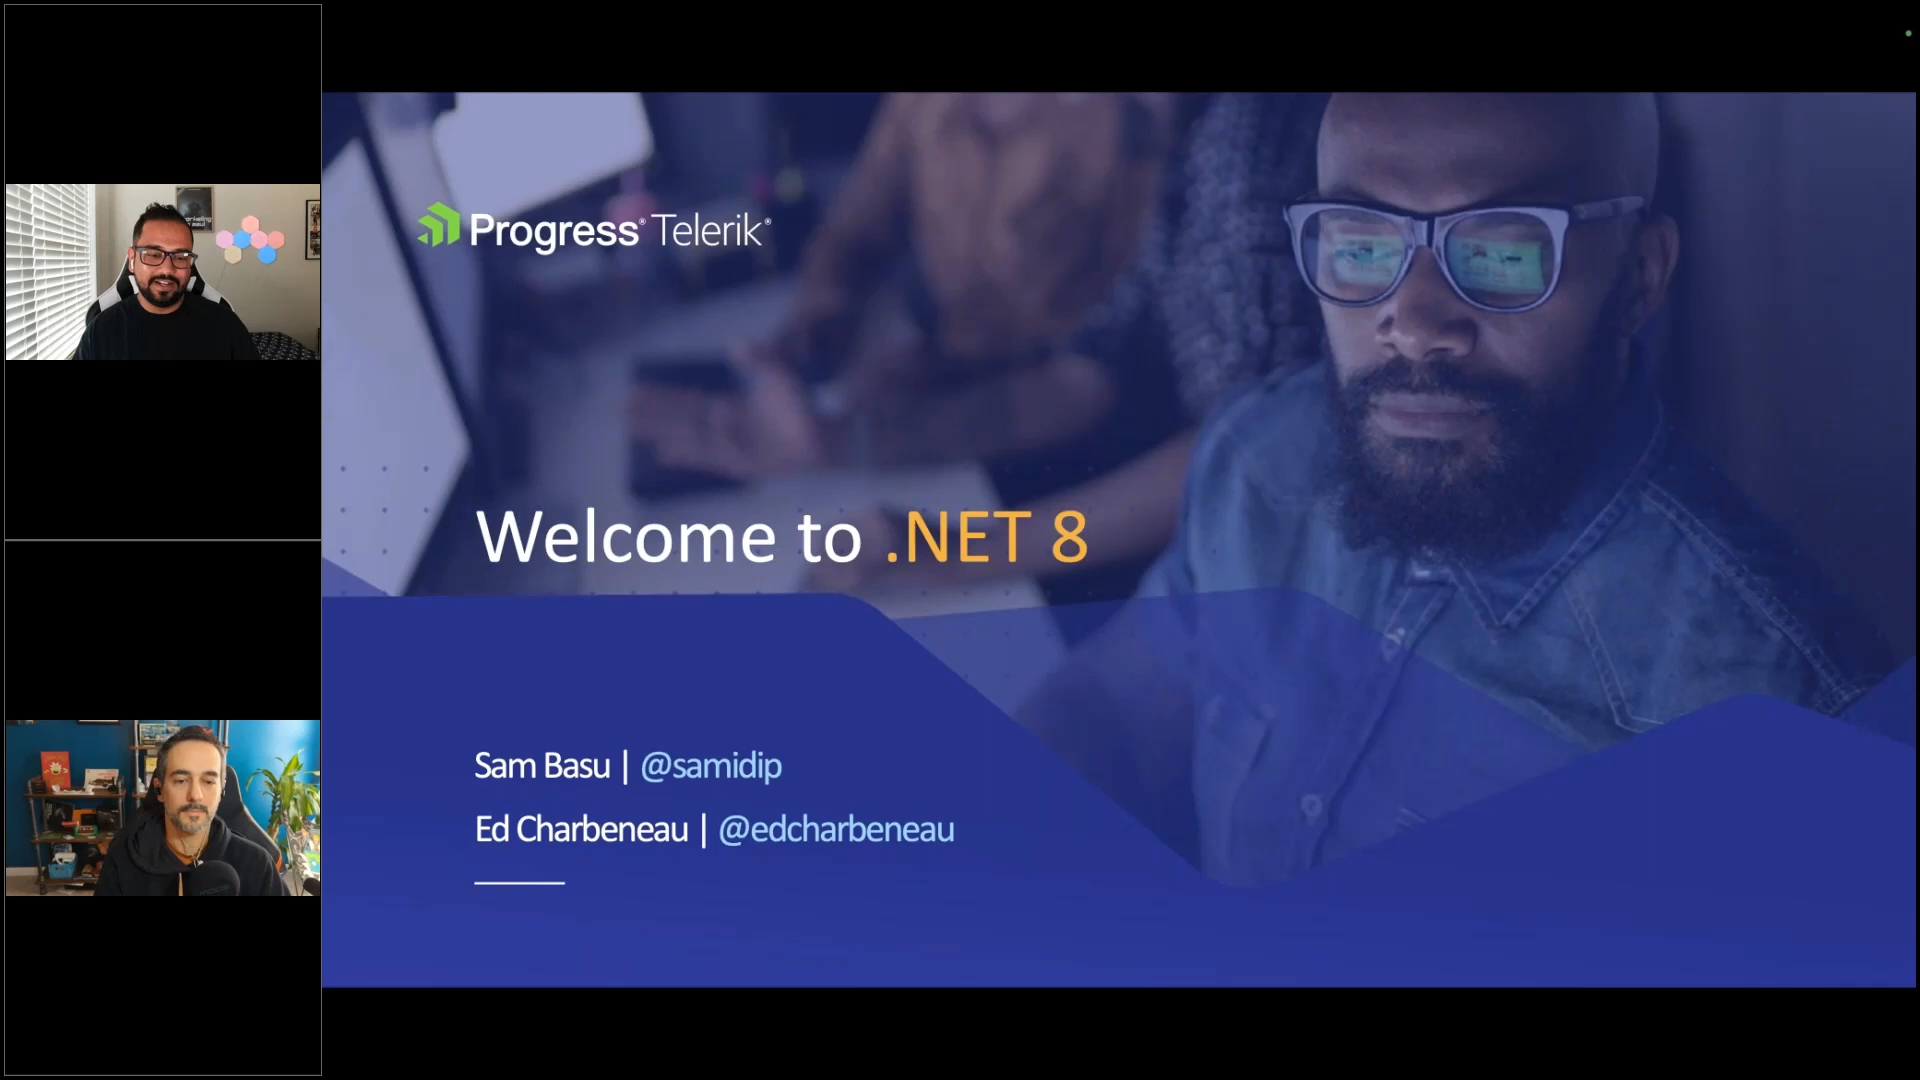 Progress® Telerik®
Welcome to .NET 8
Sam Basu | @samidip
Ed Charbeneau | @edcharbeneau